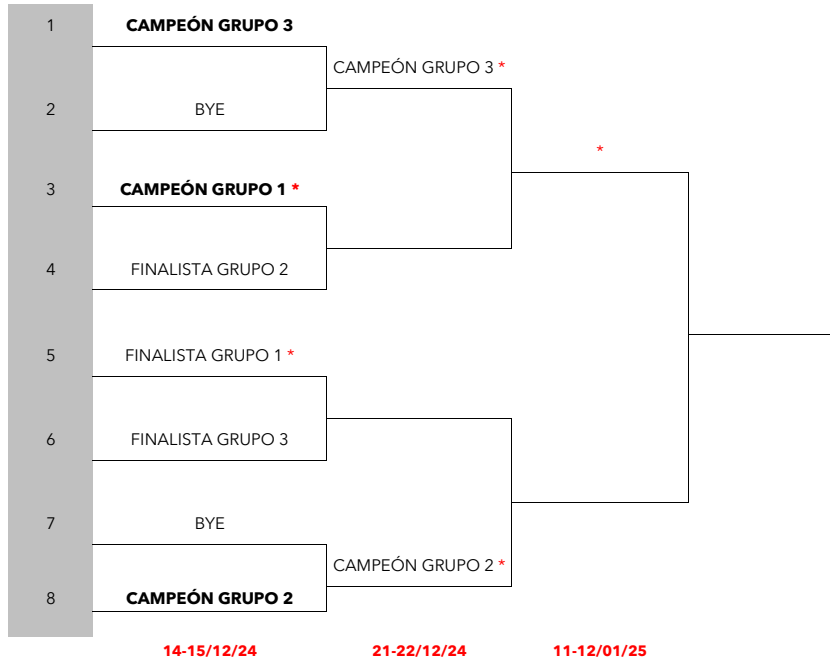 1 CAMPEÓN GRUPO 3
CAMPEÓN GRUPO 3 *
2 BYE
*
3 CAMPEÓN GRUPO 1 *
4 FINALISTA GRUPO 2
5 FINALISTA GRUPO 1 *
6 FINALISTA GRUPO 3
7 BYE
CAMPEÓN GRUPO 2 *
8 CAMPEÓN GRUPO 2
14-15/12/24 21-22/12/24 11-12/01/25